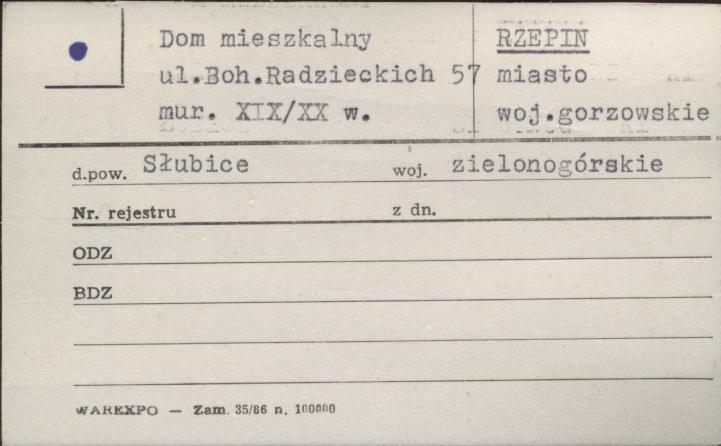 Dom mieszkalny RZEPIN
ul.Boh.Radzieckich 57 miasto
mur. XIX/XX w. woj.gorzowskie
d.pow. Słubice woj. zielonogórskie
Nr. rejestru z dn.
ODZ
BDZ
WAREXPO — Zam. 35/86 n. 100000